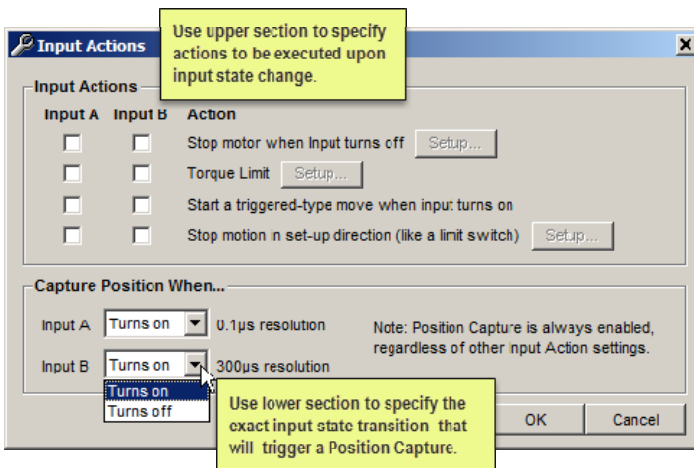 Input Actions
Use upper section to specify
actions to be executed upon
input state change.
Input Actions
Input A Input B Action
Stop motor when Input turns off Setup...
Torque Limit Setup...
Start a triggered-type move when input turns on
Stop motion in set-up direction (like a limit switch) Setup...
Capture Position When...
Input A Turns on 0.1µs resolution
Note: Position Capture is always enabled,
regardless of other Input Action settings.
Input B Turns on 300µs resolution
Turns on
Turns off
Use lower section to specify the
exact input state transition that
will trigger a Position Capture.
OK Cancel